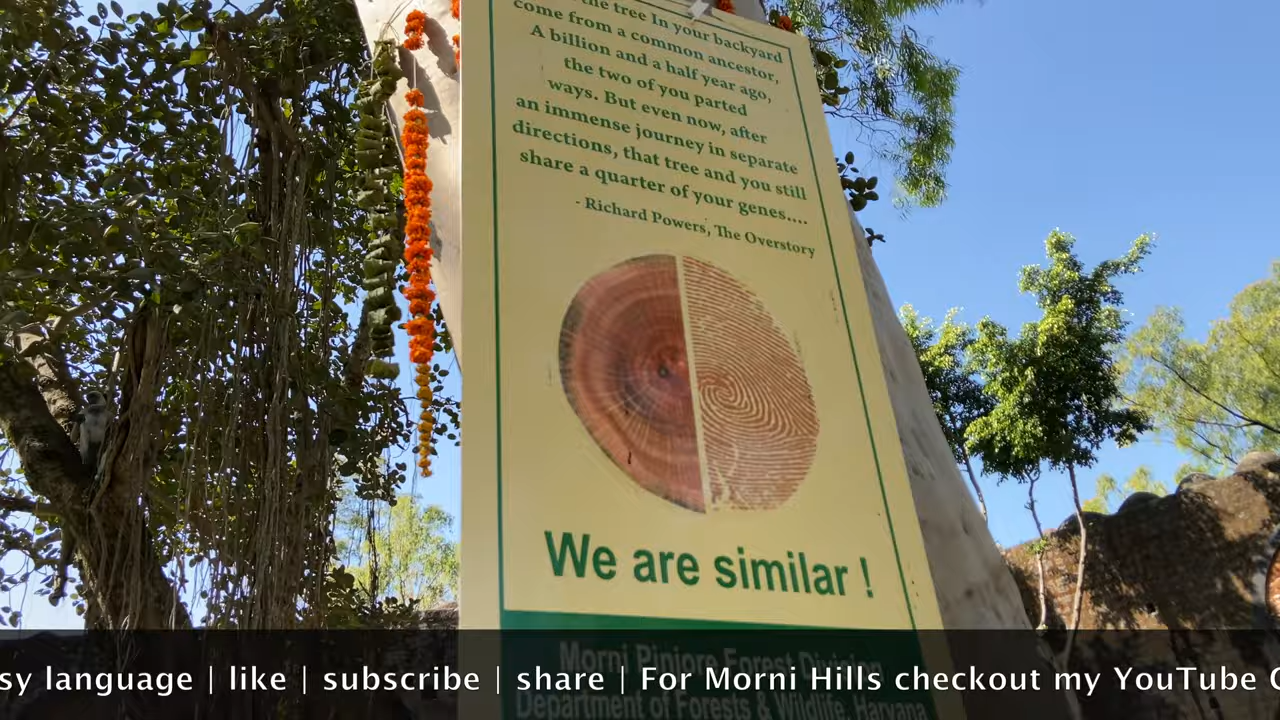 the tree In your backyard
come from a common ancestor,
A billion and a half year ago,
the two of you parted
ways. But even now, after
an immense journey in separate
directions, that tree and you still
share a quarter of your genes....
- Richard Powers, The Overstory
We are similar !
Morni Pinjore Forest Division
Department of Forests & Wildlife, Haryana
sy language | like | subscribe | share | For Morni Hills checkout my YouTube C